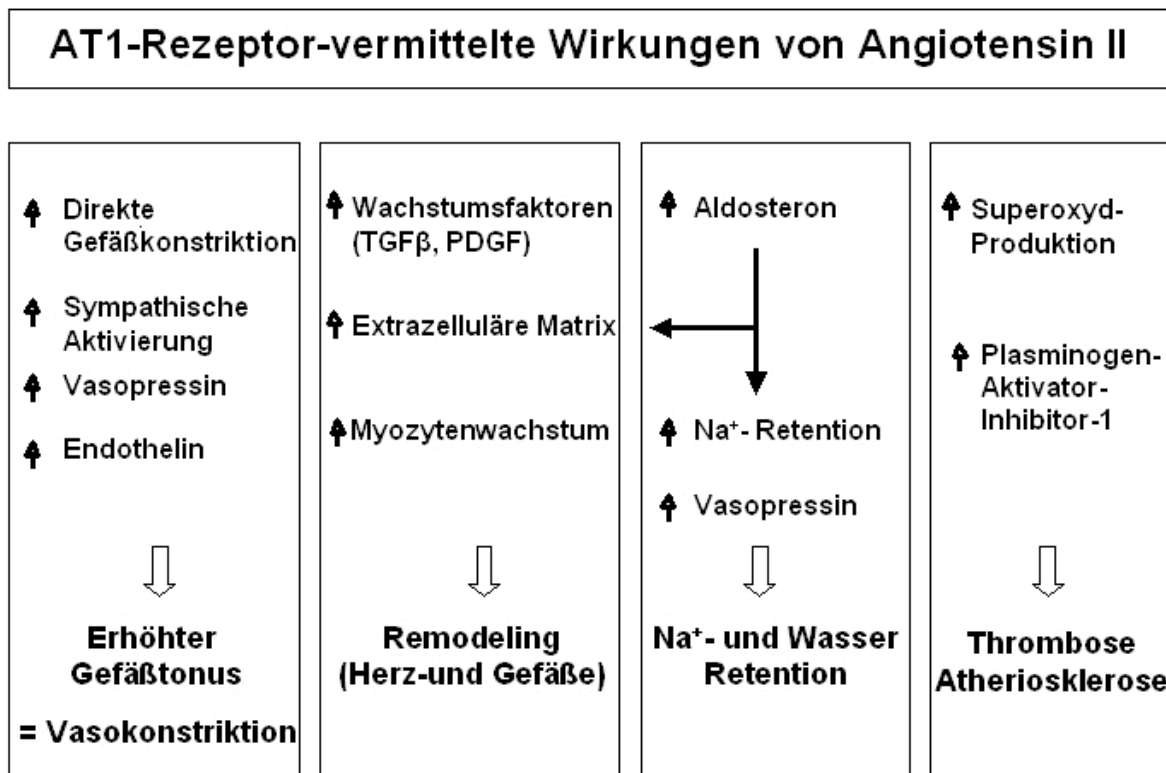 AT1-Rezeptor-vermittelte Wirkungen von Angiotensin II
Direkte
Gefäßkonstriktion
Sympathische
Aktivierung
Vasopressin
Endothelin
Erhöhter
Gefäßtonus
= Vasokonstriktion
Wachstumsfaktoren
(TGFβ, PDGF)
Extrazelluläre Matrix
Myozytenwachstum
Remodeling
(Herz-und Gefäße)
Aldosteron
Na⁺- Retention
Vasopressin
Na⁺- und Wasser
Retention
Superoxyd-
Produktion
Plasminogen-
Aktivator-
Inhibitor-1
Thrombose
Atheriosklerose